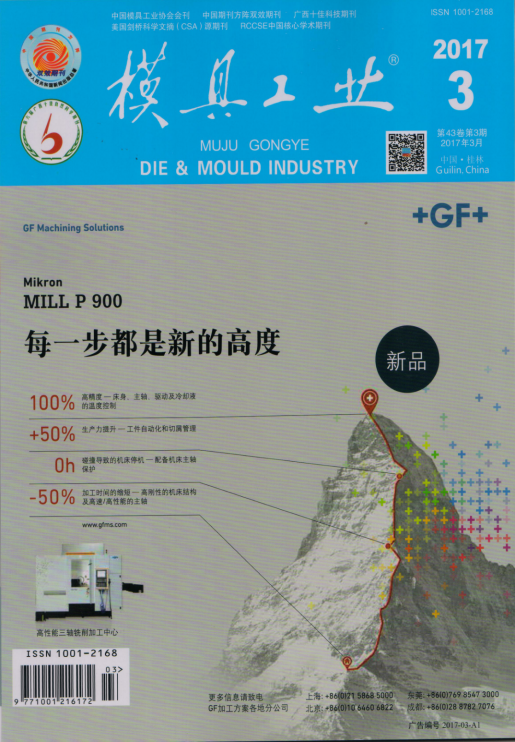 中国模具工业协会会刊 中国期刊方阵双效期刊 广西十佳科技期刊
美国剑桥科学文摘（CSA）源期刊 RCCSE中国核心学术期刊
ISSN 1001-2168
双效期刊
模具工业®
2017
3
第43卷第3期
2017年3月
中国·桂林
Guilin, China
MUJU GONGYE
DIE & MOULD INDUSTRY
+GF+
GF Machining Solutions
Mikron
MILL P 900
每一步都是新的高度
新品
100% 高精度 — 床身、主轴、驱动及冷却液
的温度控制
+50% 生产力提升 — 工件自动化和切屑管理
0h 碰撞导致的机床停机 — 配备机床主轴
保护
-50% 加工时间的缩短 — 高刚性的机床结构
及高速/高性能的主轴
www.gfms.com
高性能三轴铣削加工中心
ISSN 1001-2168
03>
9 771001 216172
更多信息请致电
GF加工方案各地分公司
上海: +86(0)21 5868 5000 东莞: +86(0)769 8547 3000
北京: +86(0)10 6460 6822 成都: +86(0)28 8782 7076
广告编号 2017-03-A1